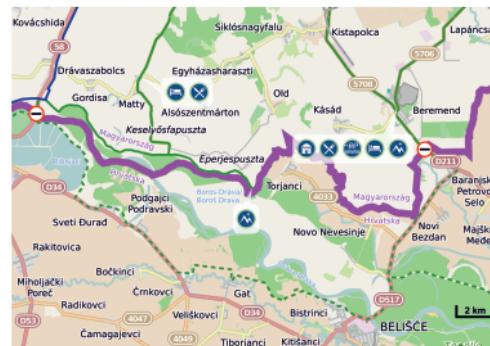 Kovácshida
Siklósnagyfalu
Kistapolca
Lapáncsa
58
5706
Drávaszabolcs
Egyházasharaszti
5708
Gordisa
Matty
Alsószentmárton
Old
Kásád
Beremend
Keselyősfapuszta
Magyarország
Hrvatska
Eperjespuszta
D211
D34
Boros-Dráva/
Borot Drava
Torjanci
4033
Magyarország
Hrvatska
Baranjsko
Petrovo
Selo
Podgajci
Podravski
Sveti Đurađ
Novo Nevesinje
Novi
Bezdan
Majške
Međe
Rakitovica
Bočkinci
Miholjački
Poreč
Črnkovci
Gat
D517
Radikovci
D53
4047
Veliškovci
D34
Bistrinci
2 km
BELIŠĆE
Čamagajevci
4049
Tiborjanci
Kitišanci